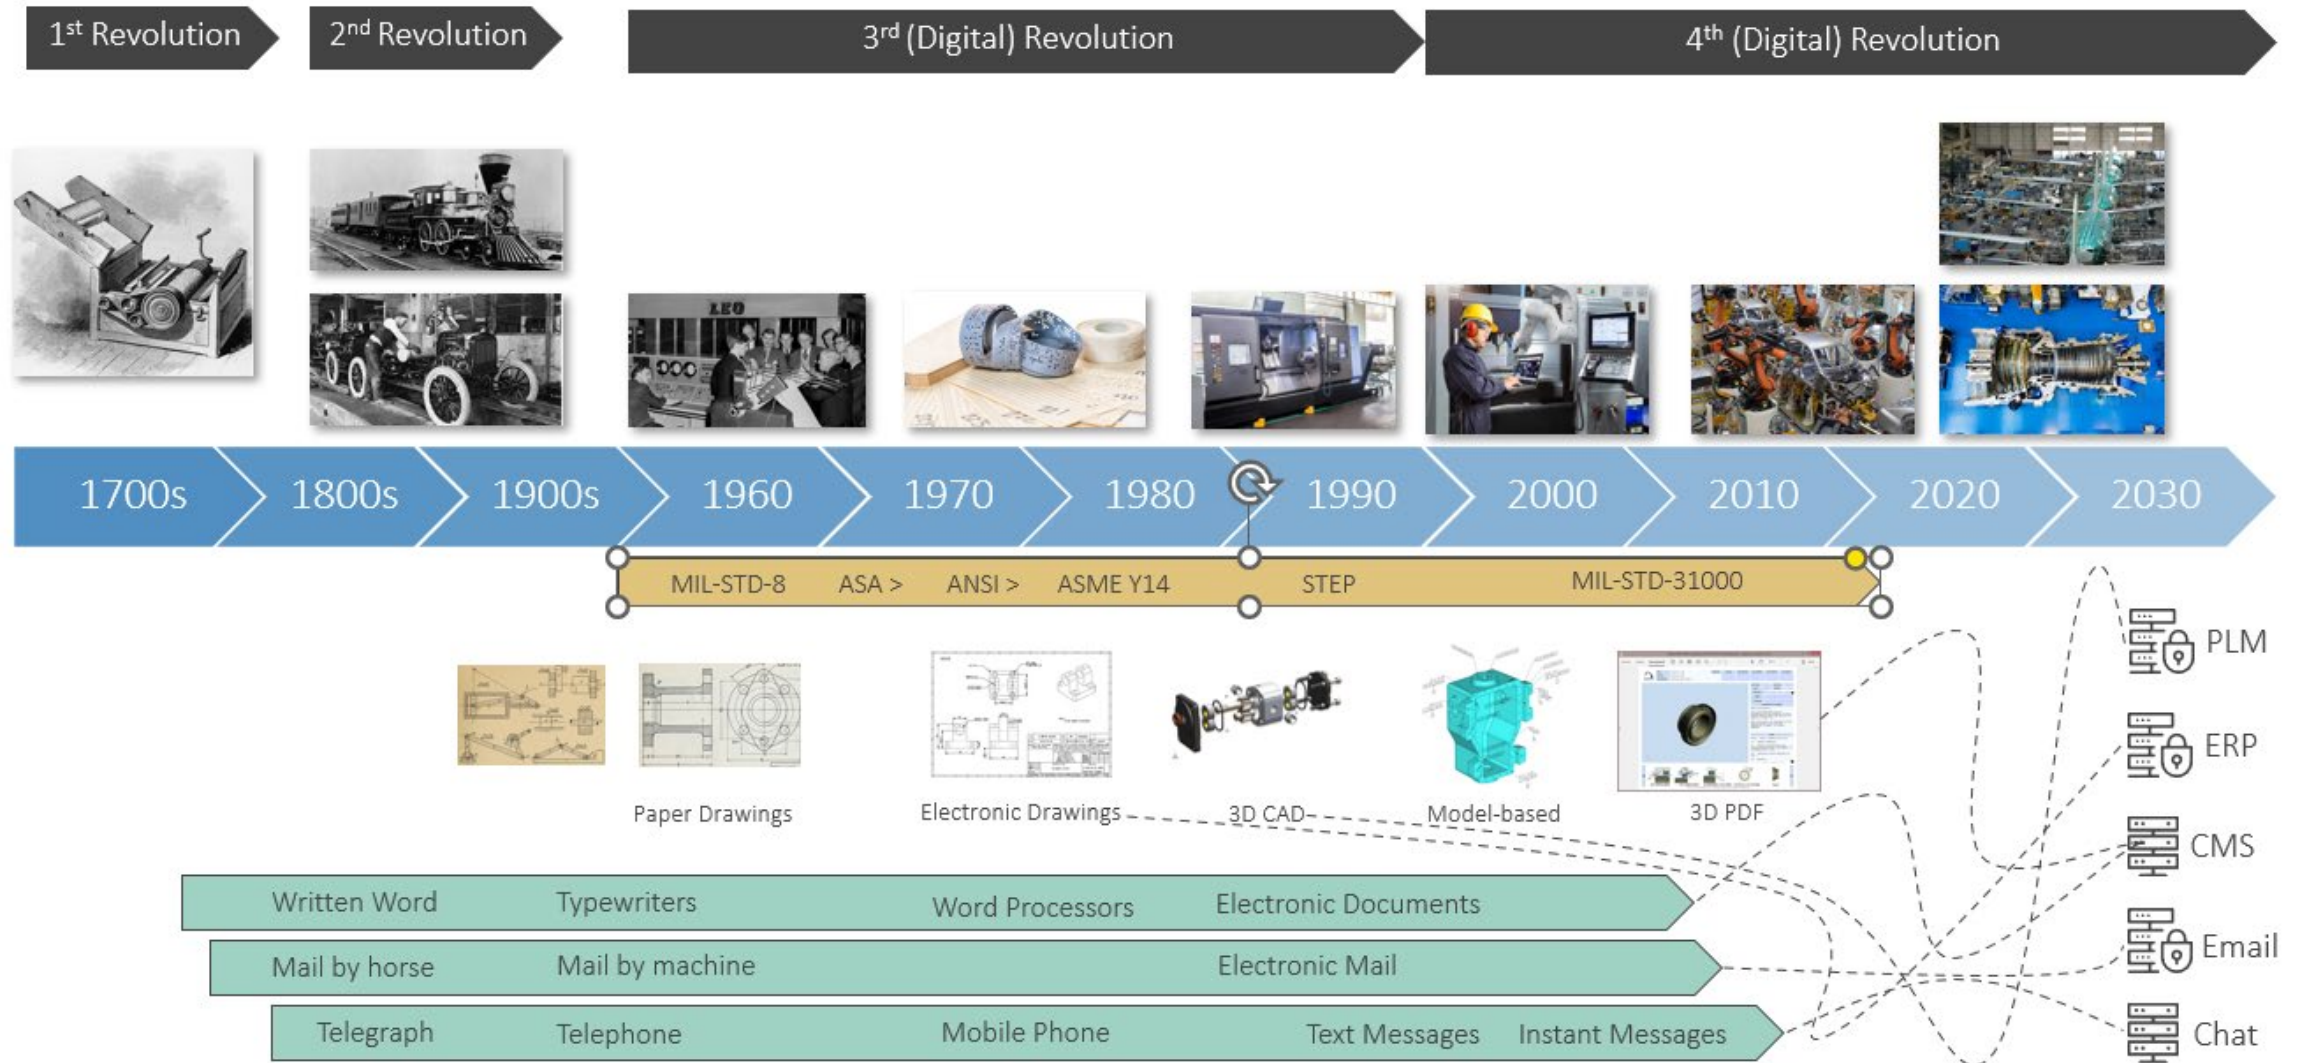 1st Revolution
2nd Revolution
3rd (Digital) Revolution
4th (Digital) Revolution
LEO
1700s
1800s
1900s
1960
1970
1980
1990
2000
2010
2020
2030
MIL-STD-8
ASA >
ANSI >
ASME Y14
STEP
MIL-STD-31000
Paper Drawings
Electronic Drawings
3D CAD
Model-based
3D PDF
PLM
ERP
CMS
Email
Chat
Written Word
Typewriters
Word Processors
Electronic Documents
Mail by horse
Mail by machine
Electronic Mail
Telegraph
Telephone
Mobile Phone
Text Messages
Instant Messages